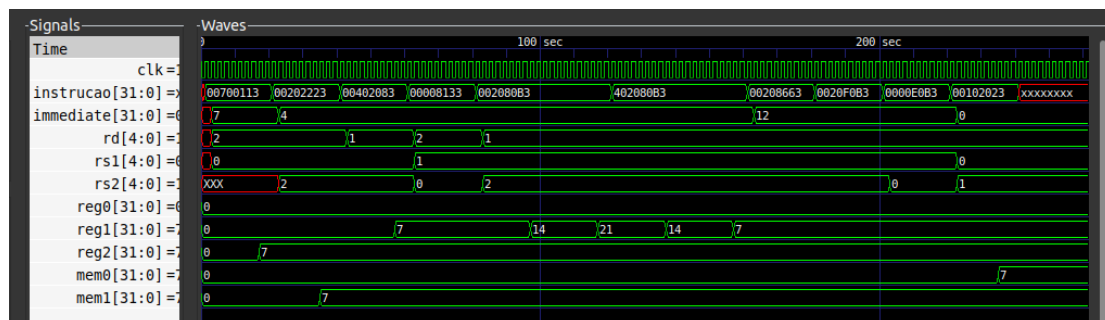 Signals
Waves
Time
0
100 sec
200 sec
clk=1
instrucao[31:0]=x
00700113 00202223 00402083 00008133 002080B3 402080B3 00208663 0020F0B3 0000E0B3 00102023 xxxxxxxx
immediate[31:0]=0
7 4 12 0
rd[4:0]=1
2 1 2 1
rs1[4:0]=0
0 1 0
rs2[4:0]=1
XXX 2 0 2 0 1
reg0[31:0]=0
0
reg1[31:0]=7
0 7 14 21 14 7
reg2[31:0]=7
0 7
mem0[31:0]=7
0 7
mem1[31:0]=7
0 7